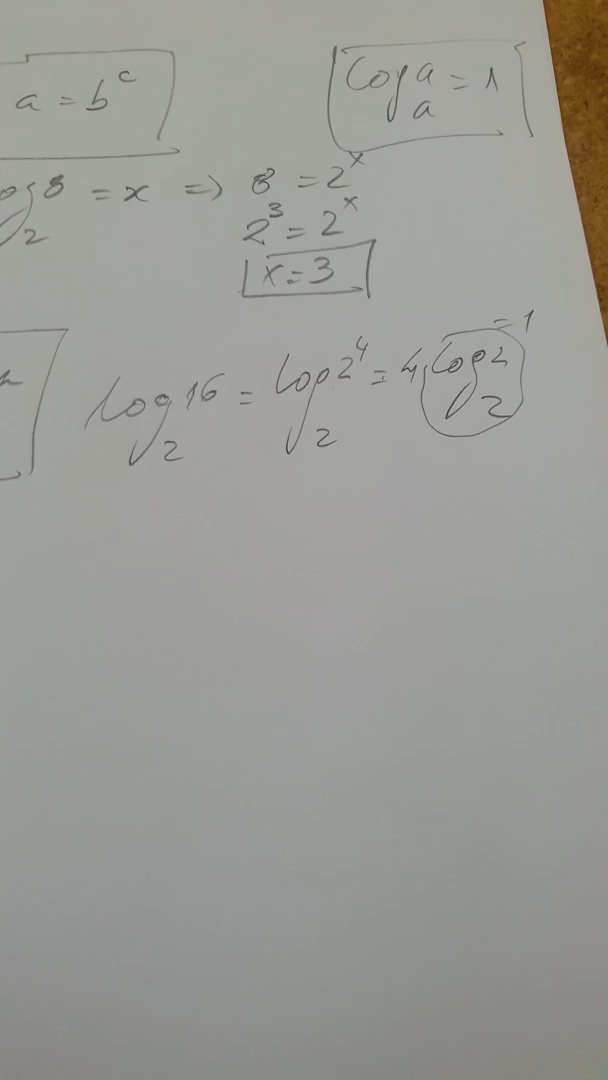 a = b^c
log_a a = 1
log_2 8 = x => 8 = 2^x
2^3 = 2^x
x = 3
log_2 16 = log_2 2^4 = 4 log_2 2 = 1